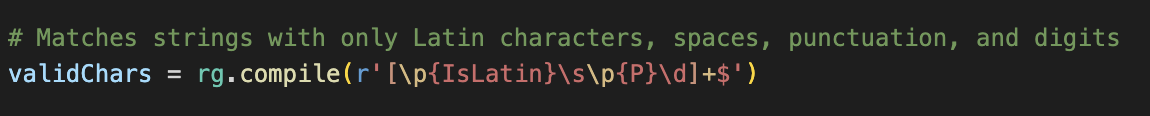 # Matches strings with only Latin characters, spaces, punctuation, and digits
validChars = rg.compile(r'[\p{IsLatin}\s\p{P}\d]+$')